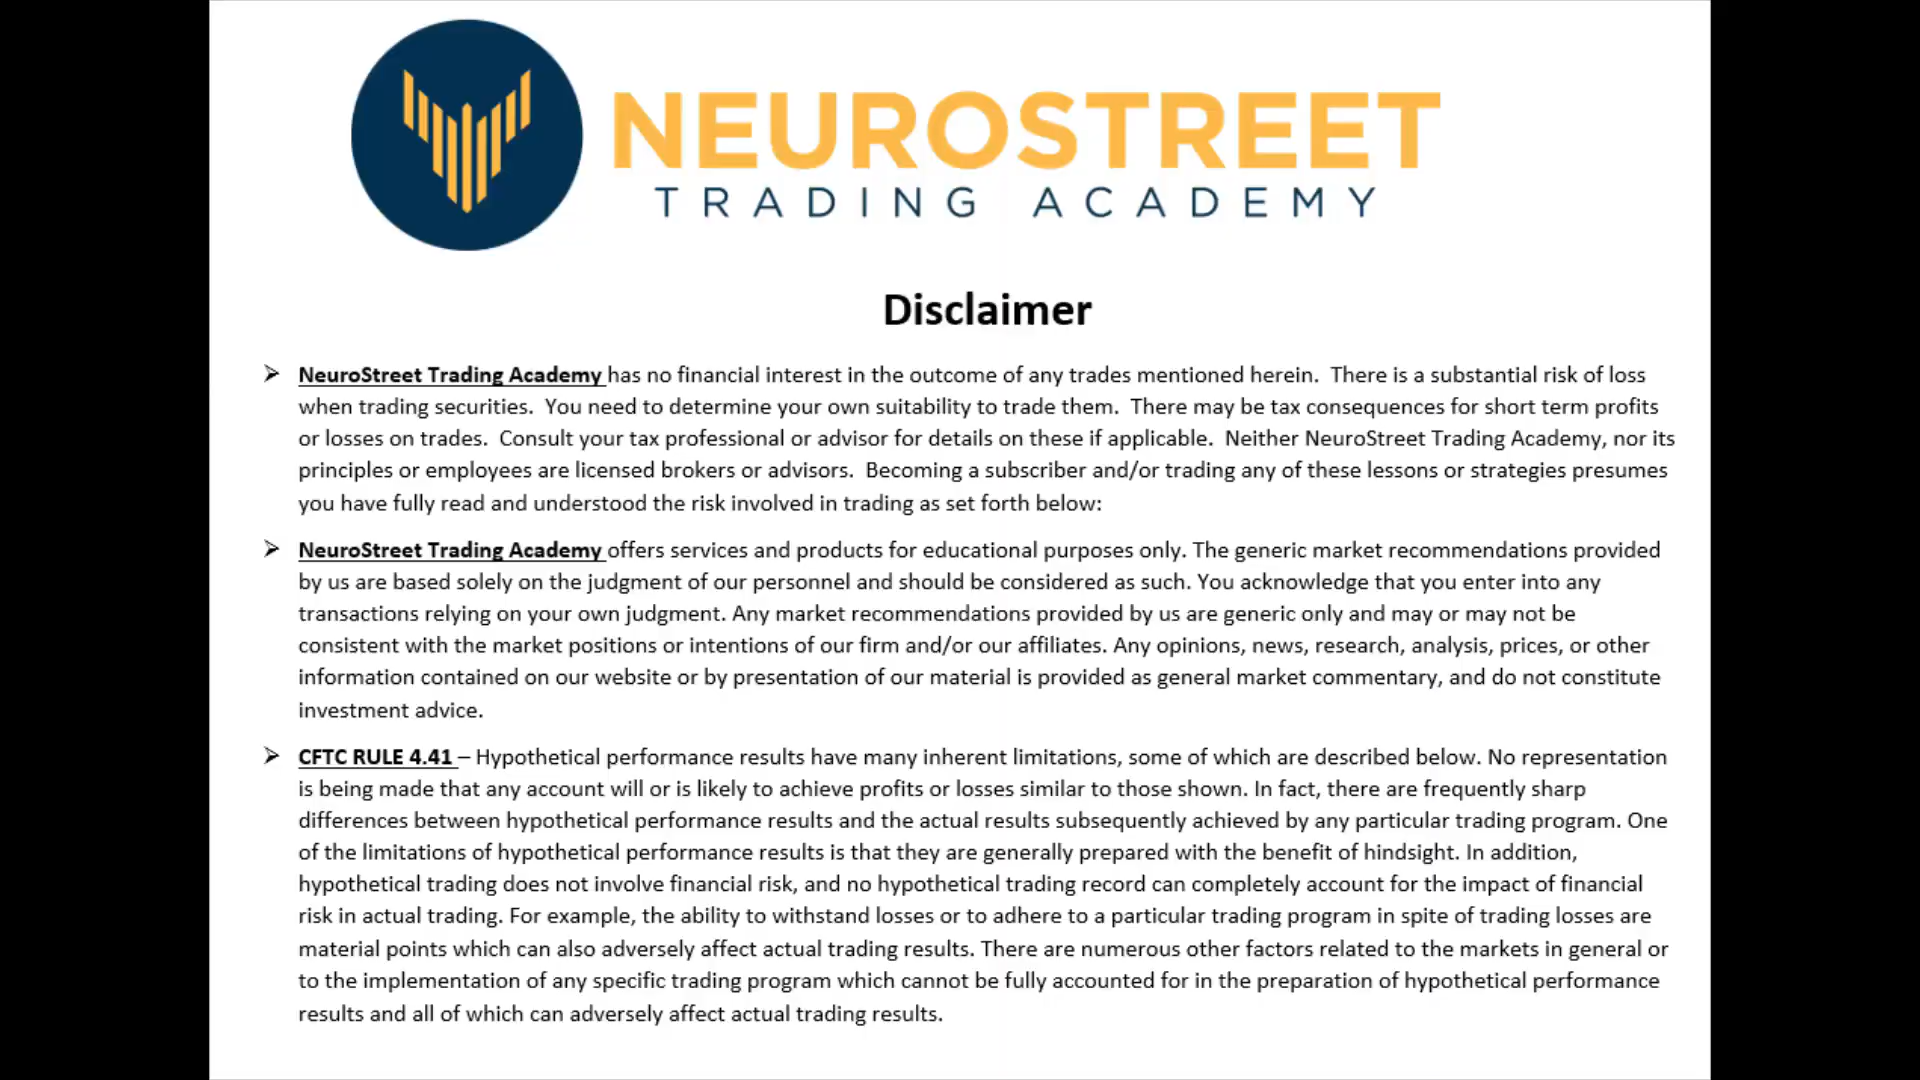 NEUROSTREET
TRADING ACADEMY
Disclaimer
➢ NeuroStreet Trading Academy has no financial interest in the outcome of any trades mentioned herein. There is a substantial risk of loss
when trading securities. You need to determine your own suitability to trade them. There may be tax consequences for short term profits
or losses on trades. Consult your tax professional or advisor for details on these if applicable. Neither NeuroStreet Trading Academy, nor its
principles or employees are licensed brokers or advisors. Becoming a subscriber and/or trading any of these lessons or strategies presumes
you have fully read and understood the risk involved in trading as set forth below:
➢ NeuroStreet Trading Academy offers services and products for educational purposes only. The generic market recommendations provided
by us are based solely on the judgment of our personnel and should be considered as such. You acknowledge that you enter into any
transactions relying on your own judgment. Any market recommendations provided by us are generic only and may or may not be
consistent with the market positions or intentions of our firm and/or our affiliates. Any opinions, news, research, analysis, prices, or other
information contained on our website or by presentation of our material is provided as general market commentary, and do not constitute
investment advice.
➢ CFTC RULE 4.41 – Hypothetical performance results have many inherent limitations, some of which are described below. No representation
is being made that any account will or is likely to achieve profits or losses similar to those shown. In fact, there are frequently sharp
differences between hypothetical performance results and the actual results subsequently achieved by any particular trading program. One
of the limitations of hypothetical performance results is that they are generally prepared with the benefit of hindsight. In addition,
hypothetical trading does not involve financial risk, and no hypothetical trading record can completely account for the impact of financial
risk in actual trading. For example, the ability to withstand losses or to adhere to a particular trading program in spite of trading losses are
material points which can also adversely affect actual trading results. There are numerous other factors related to the markets in general or
to the implementation of any specific trading program which cannot be fully accounted for in the preparation of hypothetical performance
results and all of which can adversely affect actual trading results.